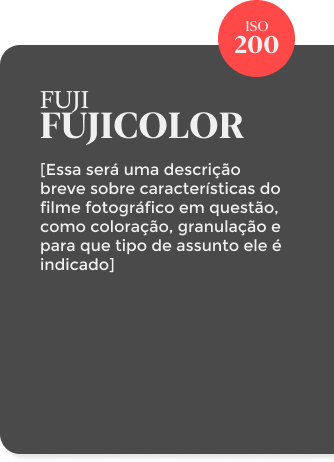 ISO
200
FUJI
FUJICOLOR
[Essa será uma descrição
breve sobre características do
filme fotográfico em questão,
como coloração, granulação e
para que tipo de assunto ele é
indicado]